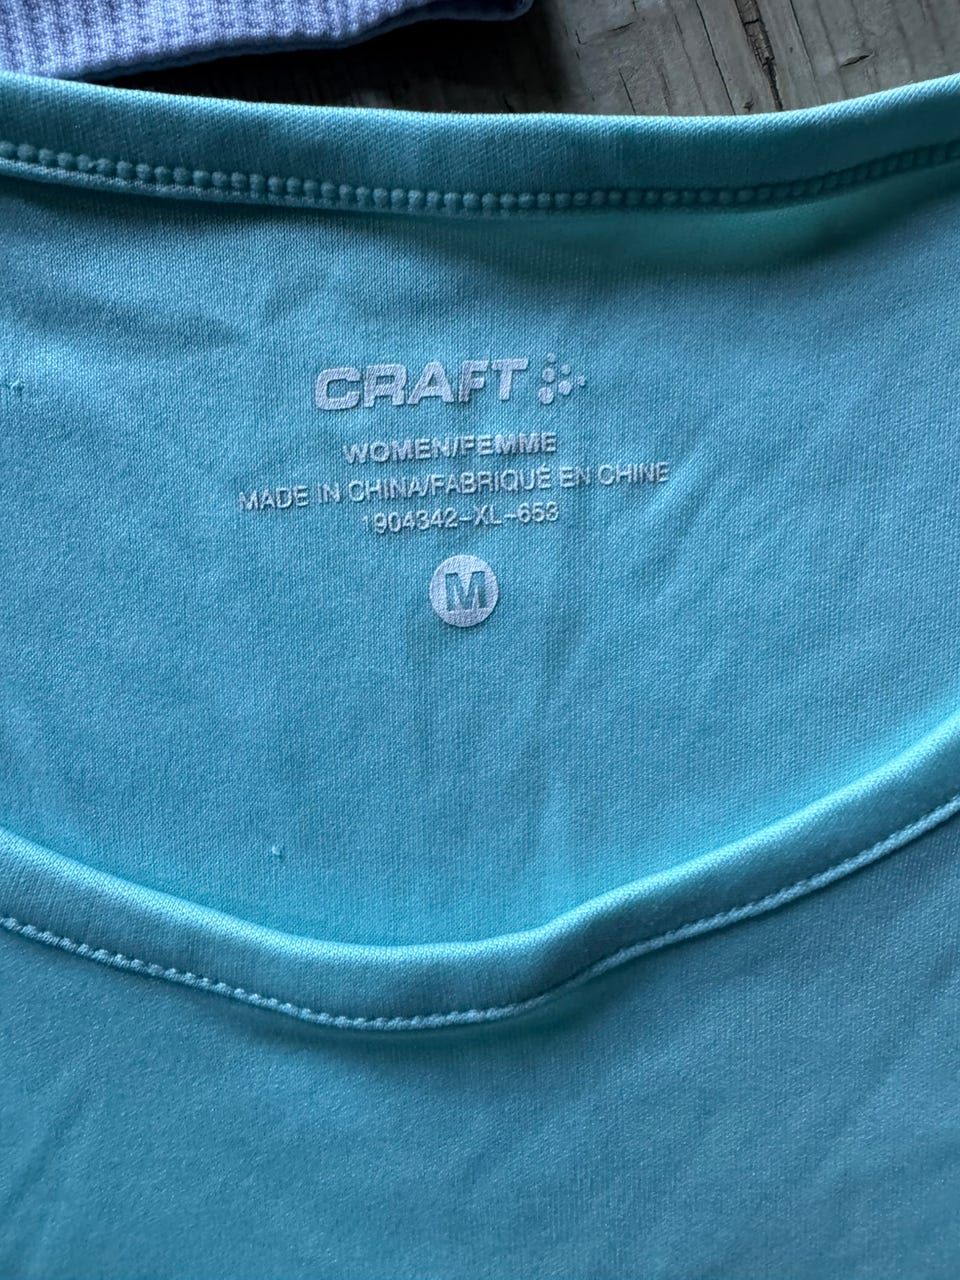 CRAFT
WOMEN/FEMME
MADE IN CHINA/FABRIQUÉ EN CHINE
1904342-XL-653
M